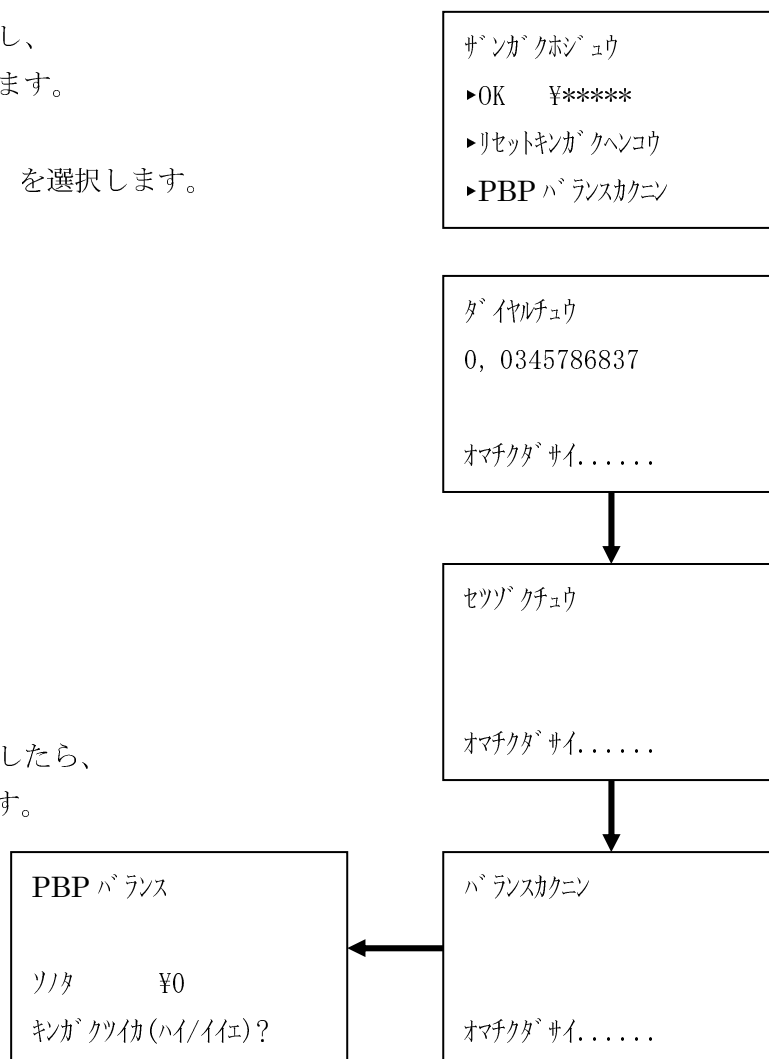 し、
ます。
を選択します。
ｻﾞﾝｶﾞｸﾎｼﾞｭｳ
▸OK ¥*****
▸ﾘｾｯﾄｷﾝｶﾞｸﾍﾝｺｳ
▸PBP ﾊﾞﾗﾝｽｶｸﾆﾝ
ﾀﾞｲﾔﾙﾁｭｳ
0, 0345786837
ｵﾏﾁｸﾀﾞｻｲ......
ｾﾂｿﾞｸﾁｭｳ
ｵﾏﾁｸﾀﾞｻｲ......
したら、
す。
PBP ﾊﾞﾗﾝｽ
ｿﾉﾀ ¥0
ｷﾝｶﾞｸﾂｲｶ(ﾊｲ/ｲｲｴ)?
ﾊﾞﾗﾝｽｶｸﾆﾝ
ｵﾏﾁｸﾀﾞｻｲ......